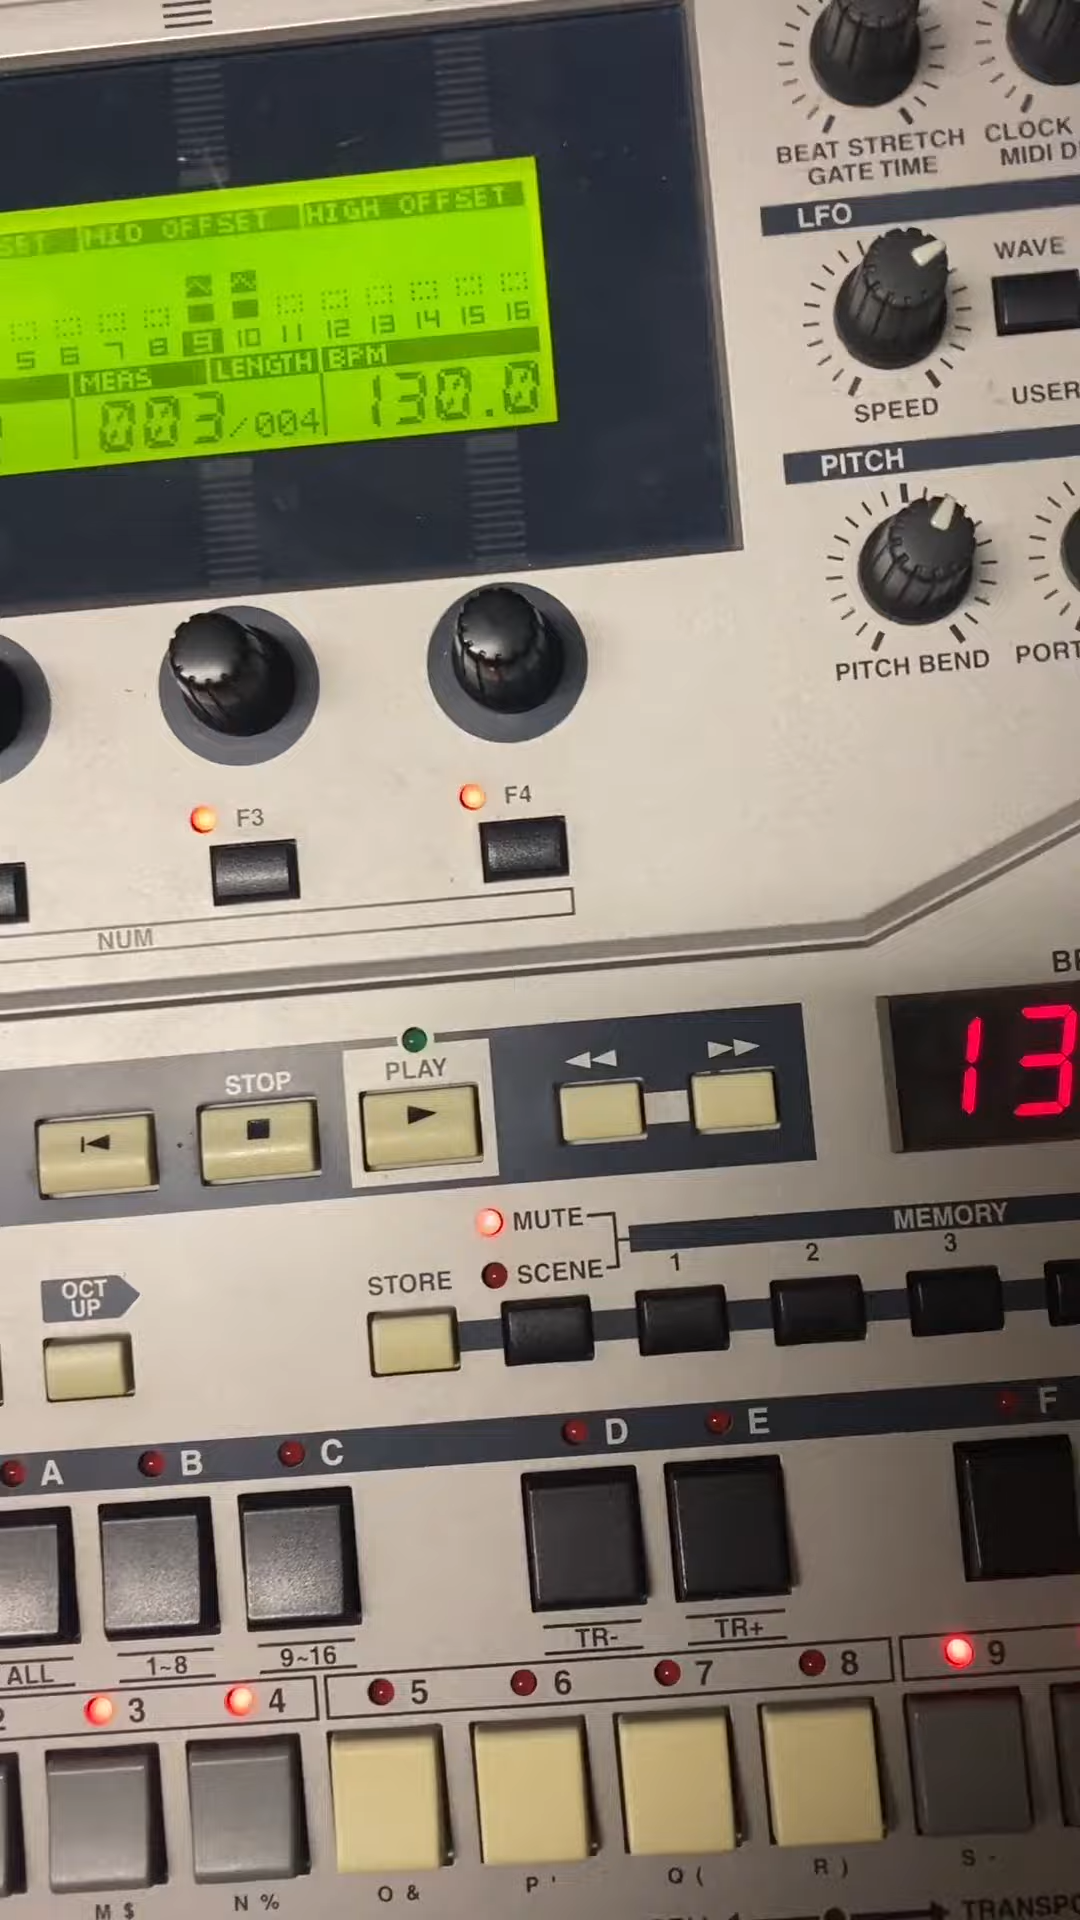 BEAT STRETCH
GATE TIME
CLOCK
MIDI
LFO
WAVE
SPEED
USER
PITCH
PITCH BEND
MID OFFSET HIGH OFFSET
5 6 7 8 9 10 11 12 13 14 15 16
MEAS LENGTH BPM
003/004 130.0
F3
F4
NUM
STOP
PLAY
13
OCT
UP
STORE
MUTE
SCENE
MEMORY
1 2 3
A B C D E F
ALL
1~8
9~16
TR-
TR+
3 4 5 6 7 8 9
M $
N %
O &
P '
Q (
R )
S -